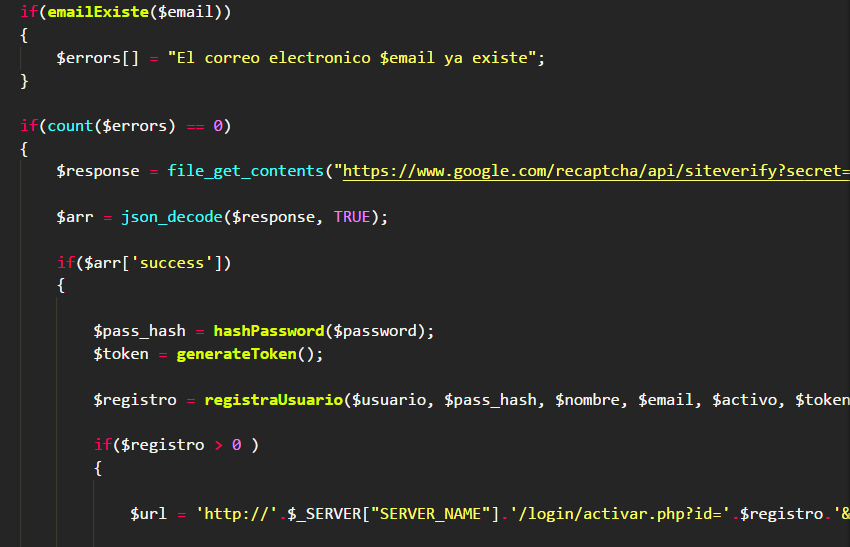 if(emailExiste($email))
{
$errors[] = "El correo electronico $email ya existe";
}
if(count($errors) == 0)
{
$response = file_get_contents("https://www.google.com/recaptcha/api/siteverify?secret=
$arr = json_decode($response, TRUE);
if($arr['success'])
{
$pass_hash = hashPassword($password);
$token = generateToken();
$registro = registraUsuario($usuario, $pass_hash, $nombre, $email, $activo, $token
if($registro > 0 )
{
$url = 'http://'.$_SERVER["SERVER_NAME"].'/login/activar.php?id='.$registro.'&